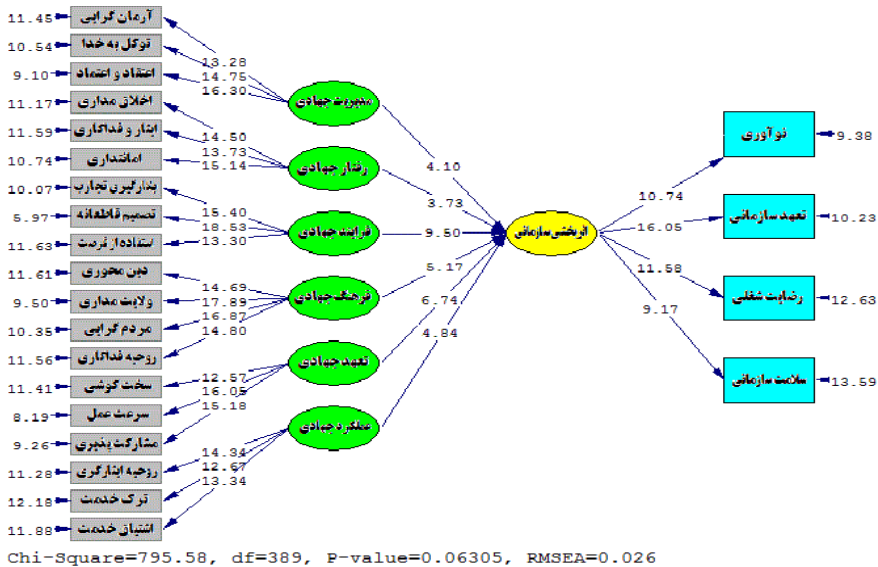 11.45 آرمان گرایی
10.54 توکل به خدا
9.10 اعتقاد و اعتماد
11.17 اخلاق مداری
11.59 ایثار و فداکاری
10.74 امانتداری
10.07 بکارگیری تجارب
5.97 تصمیم قاطعانه
11.63 استفاده از فرصت
11.61 دین محوری
9.50 ولایت مداری
10.35 مردم گرایی
11.56 روحیه فداکاری
11.41 سخت کوشی
8.19 سرعت عمل
9.26 مشارکت پذیری
11.28 روحیه ایثارگری
12.18 ترک خدمت
11.88 اشتیاق خدمت
13.28
14.75
16.30
14.50
13.73
15.14
15.40
18.53
13.30
14.69
17.89
16.87
14.80
12.57
16.05
15.18
14.34
12.67
13.34
مدیریت جهادی
رفتار جهادی
فرایند جهادی
فرهنگ جهادی
تعهد جهادی
عملکرد جهادی
4.10
3.73
9.50
5.17
6.74
4.84
اثربخشی سازمانی
10.74
16.05
11.58
9.17
نوآوری 9.38
تعهد سازمانی 10.23
رضایت شغلی 12.63
سلامت سازمانی 13.59
Chi-Square=795.58, df=389, P-value=0.06305, RMSEA=0.026